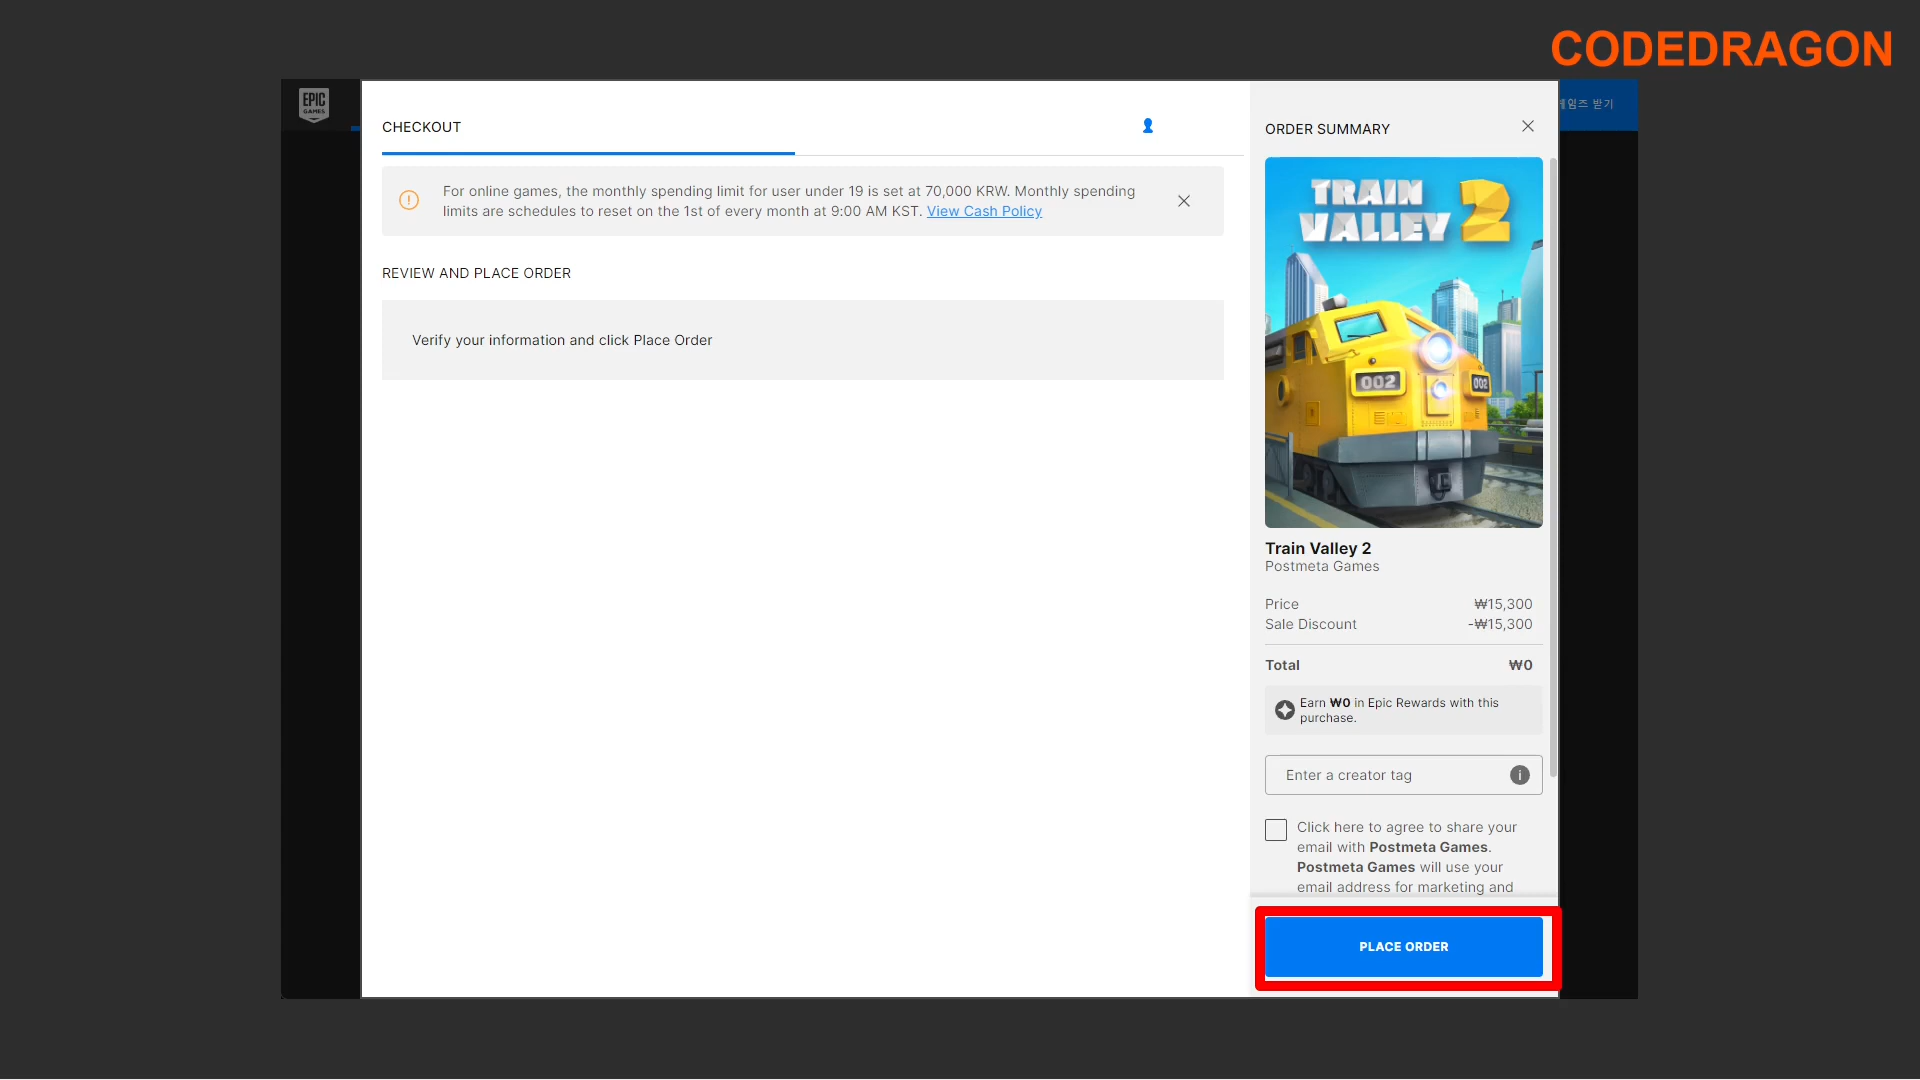 CODEDRAGON
EPIC
GAMES
임즈 받기
CHECKOUT
For online games, the monthly spending limit for user under 19 is set at 70,000 KRW. Monthly spending
limits are schedules to reset on the 1st of every month at 9:00 AM KST. View Cash Policy
REVIEW AND PLACE ORDER
Verify your information and click Place Order
ORDER SUMMARY
TRAIN
VALLEY 2
002
002
Train Valley 2
Postmeta Games
Price ₩15,300
Sale Discount -₩15,300
Total ₩0
Earn ₩0 in Epic Rewards with this
purchase.
Enter a creator tag
Click here to agree to share your
email with Postmeta Games.
Postmeta Games will use your
email address for marketing and
PLACE ORDER